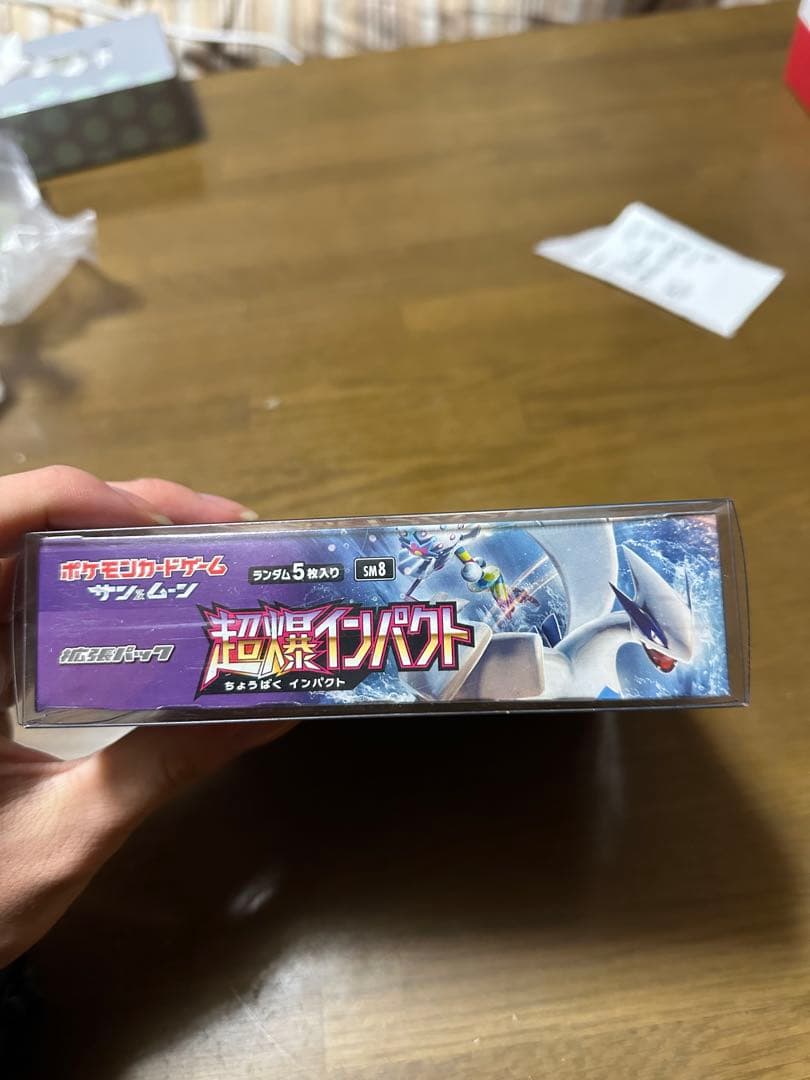 ポケモンカードゲーム
サン&ムーン
ランダム5枚入り
SM8
拡張パック
超爆インパクト
ちょうばく インパクト